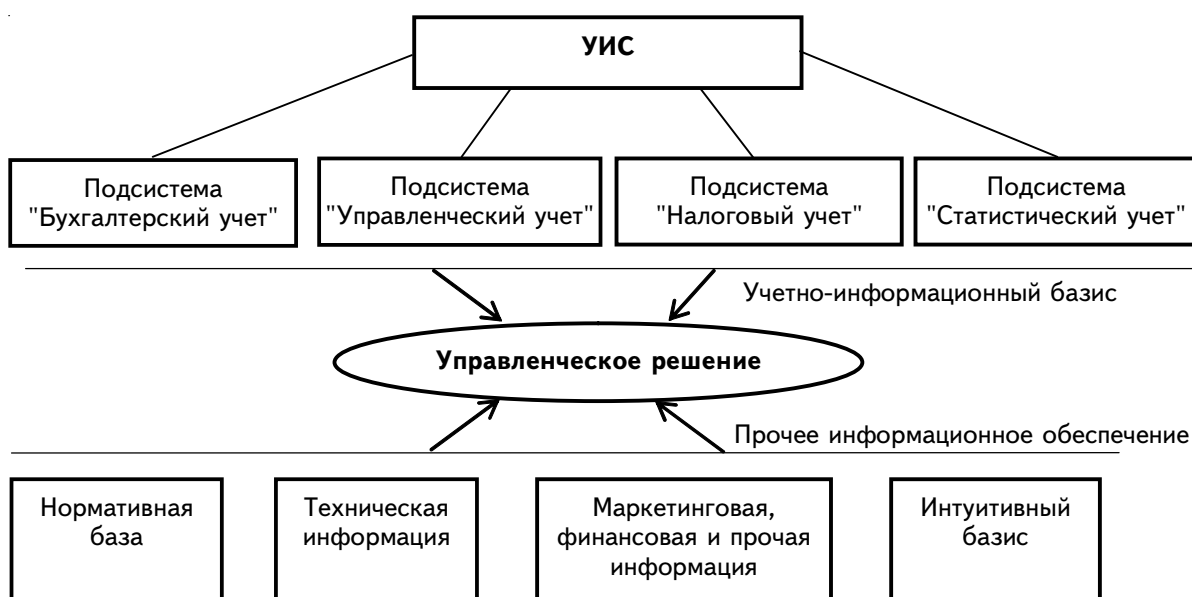 УИС
Подсистема
"Бухгалтерский учет"
Подсистема
"Управленческий учет"
Подсистема
"Налоговый учет"
Подсистема
"Статистический учет"
Учетно-информационный базис
Управленческое решение
Прочее информационное обеспечение
Нормативная
база
Техническая
информация
Маркетинговая,
финансовая и прочая
информация
Интуитивный
базис